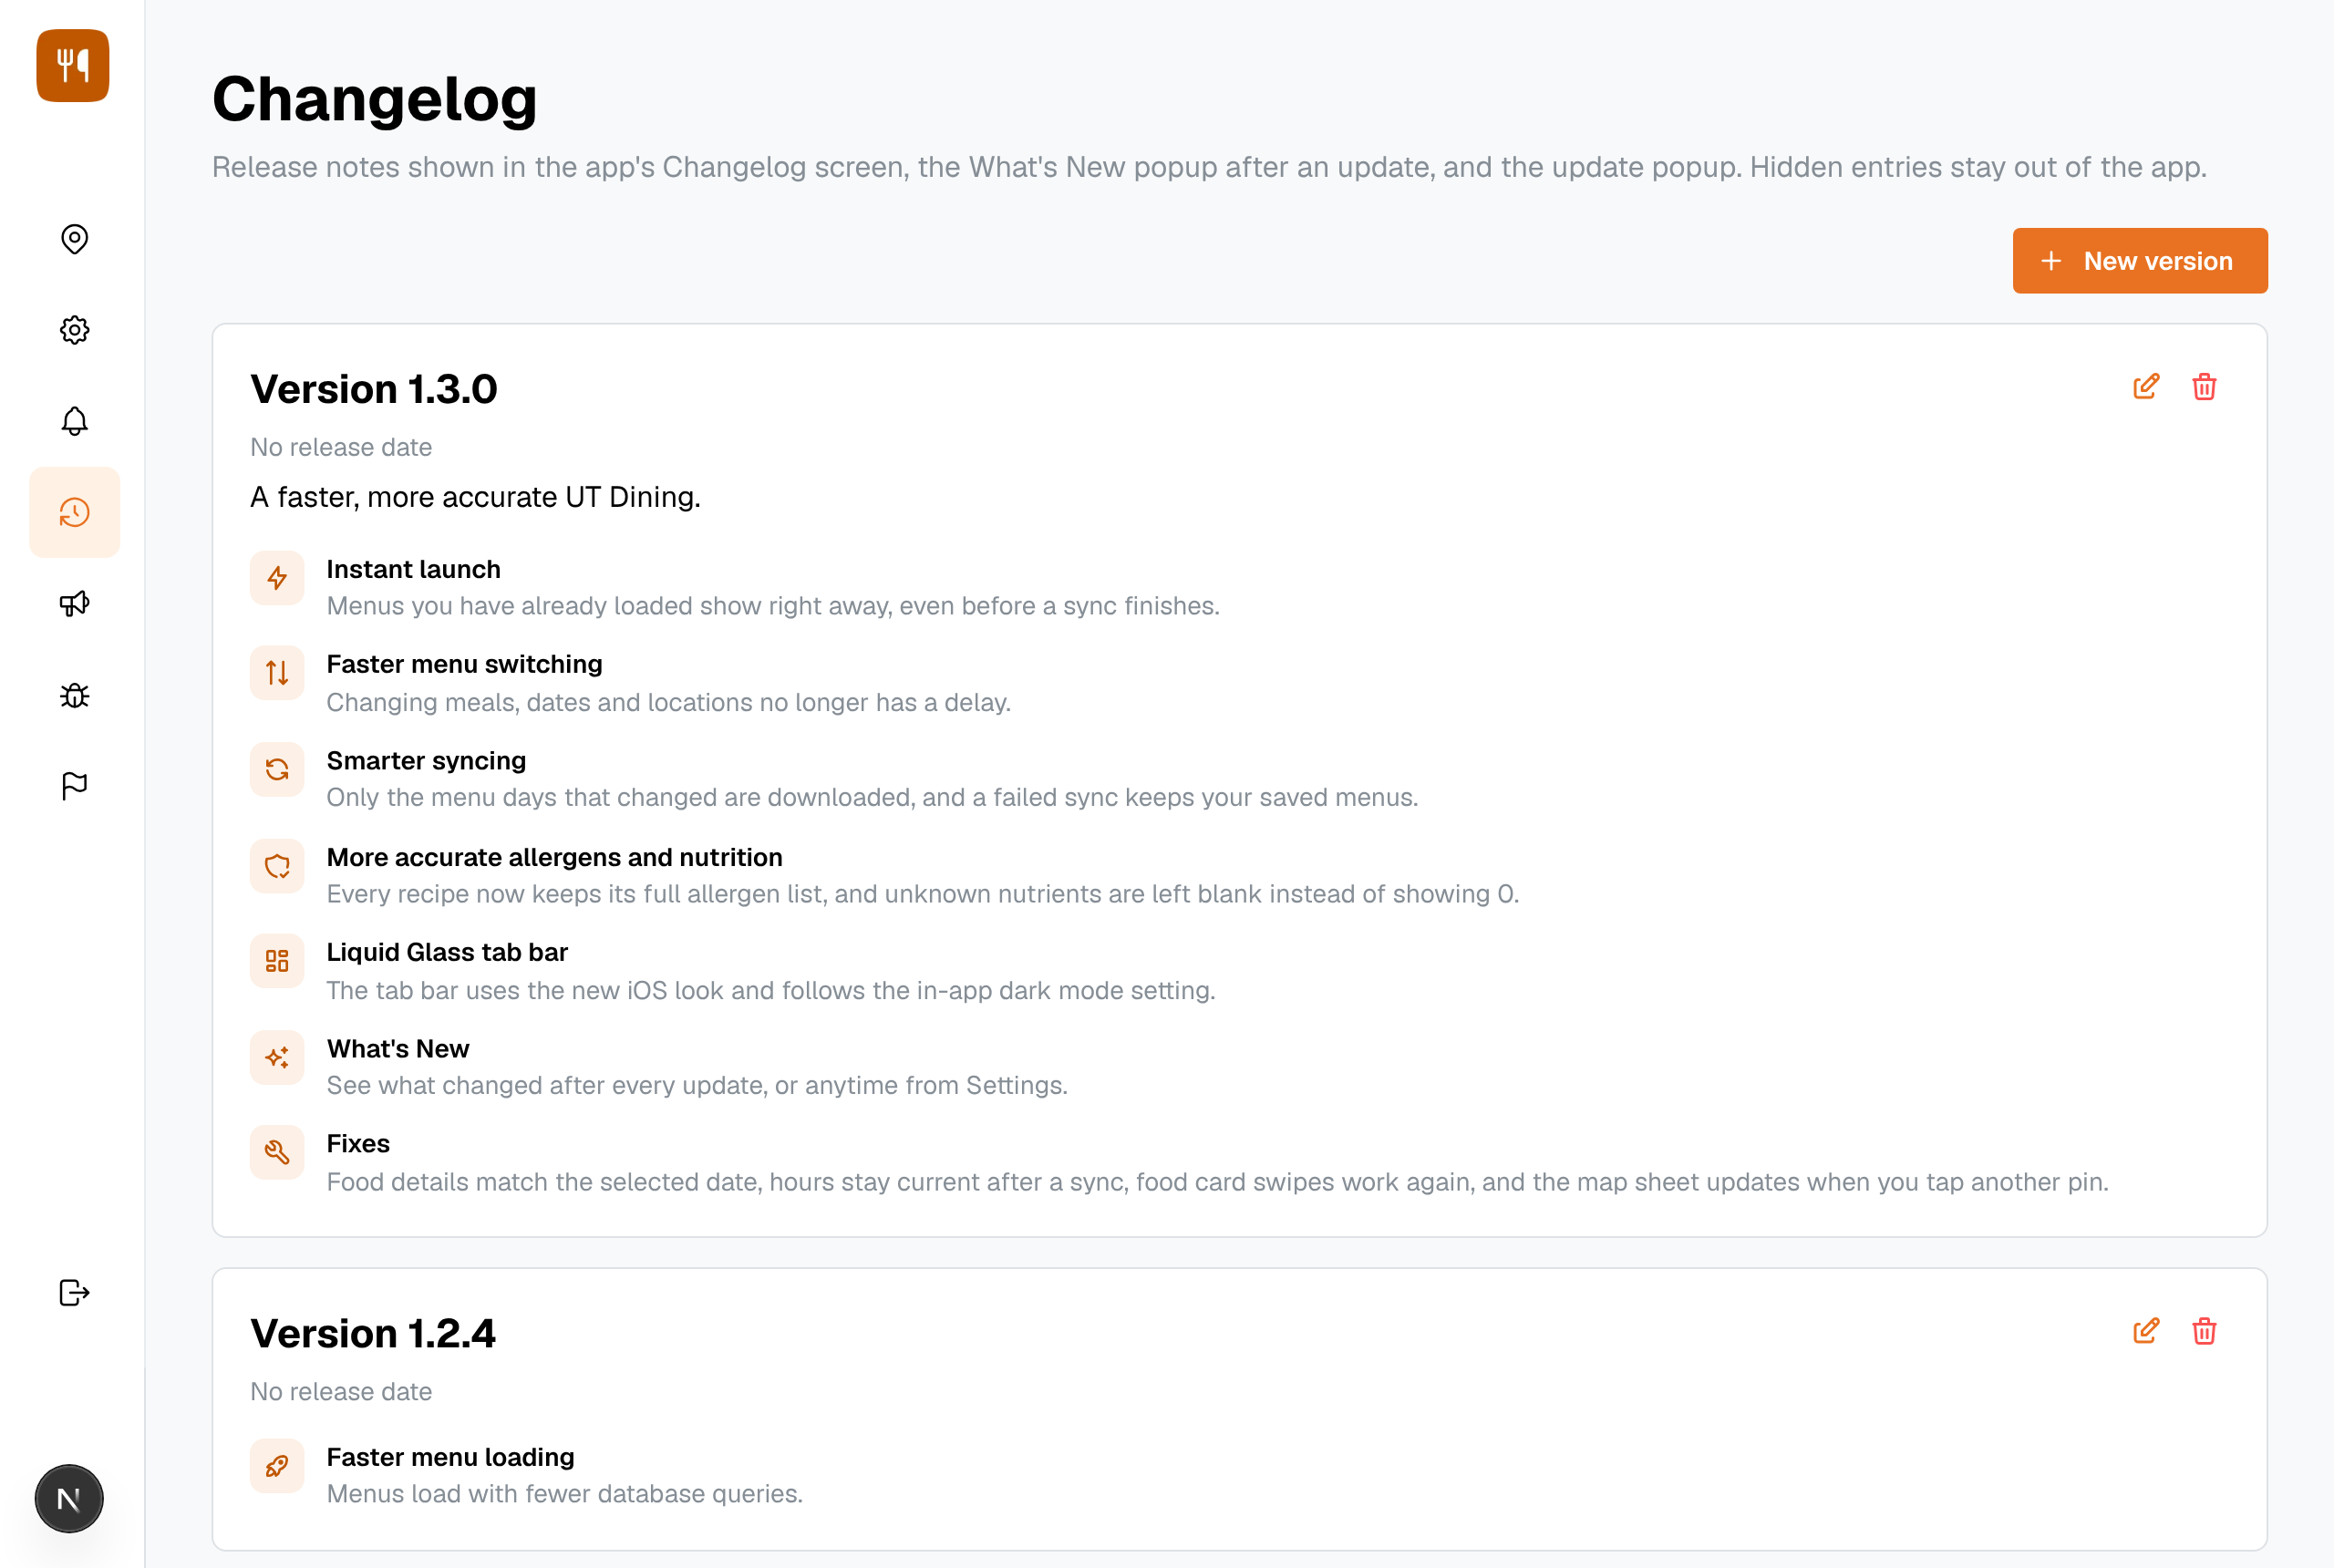 Changelog
Release notes shown in the app's Changelog screen, the What's New popup after an update, and the update popup. Hidden entries stay out of the app.
New version
Version 1.3.0
No release date
A faster, more accurate UT Dining.
Instant launch
Menus you have already loaded show right away, even before a sync finishes.
Faster menu switching
Changing meals, dates and locations no longer has a delay.
Smarter syncing
Only the menu days that changed are downloaded, and a failed sync keeps your saved menus.
More accurate allergens and nutrition
Every recipe now keeps its full allergen list, and unknown nutrients are left blank instead of showing 0.
Liquid Glass tab bar
The tab bar uses the new iOS look and follows the in-app dark mode setting.
What's New
See what changed after every update, or anytime from Settings.
Fixes
Food details match the selected date, hours stay current after a sync, food card swipes work again, and the map sheet updates when you tap another pin.
Version 1.2.4
No release date
Faster menu loading
Menus load with fewer database queries.
N